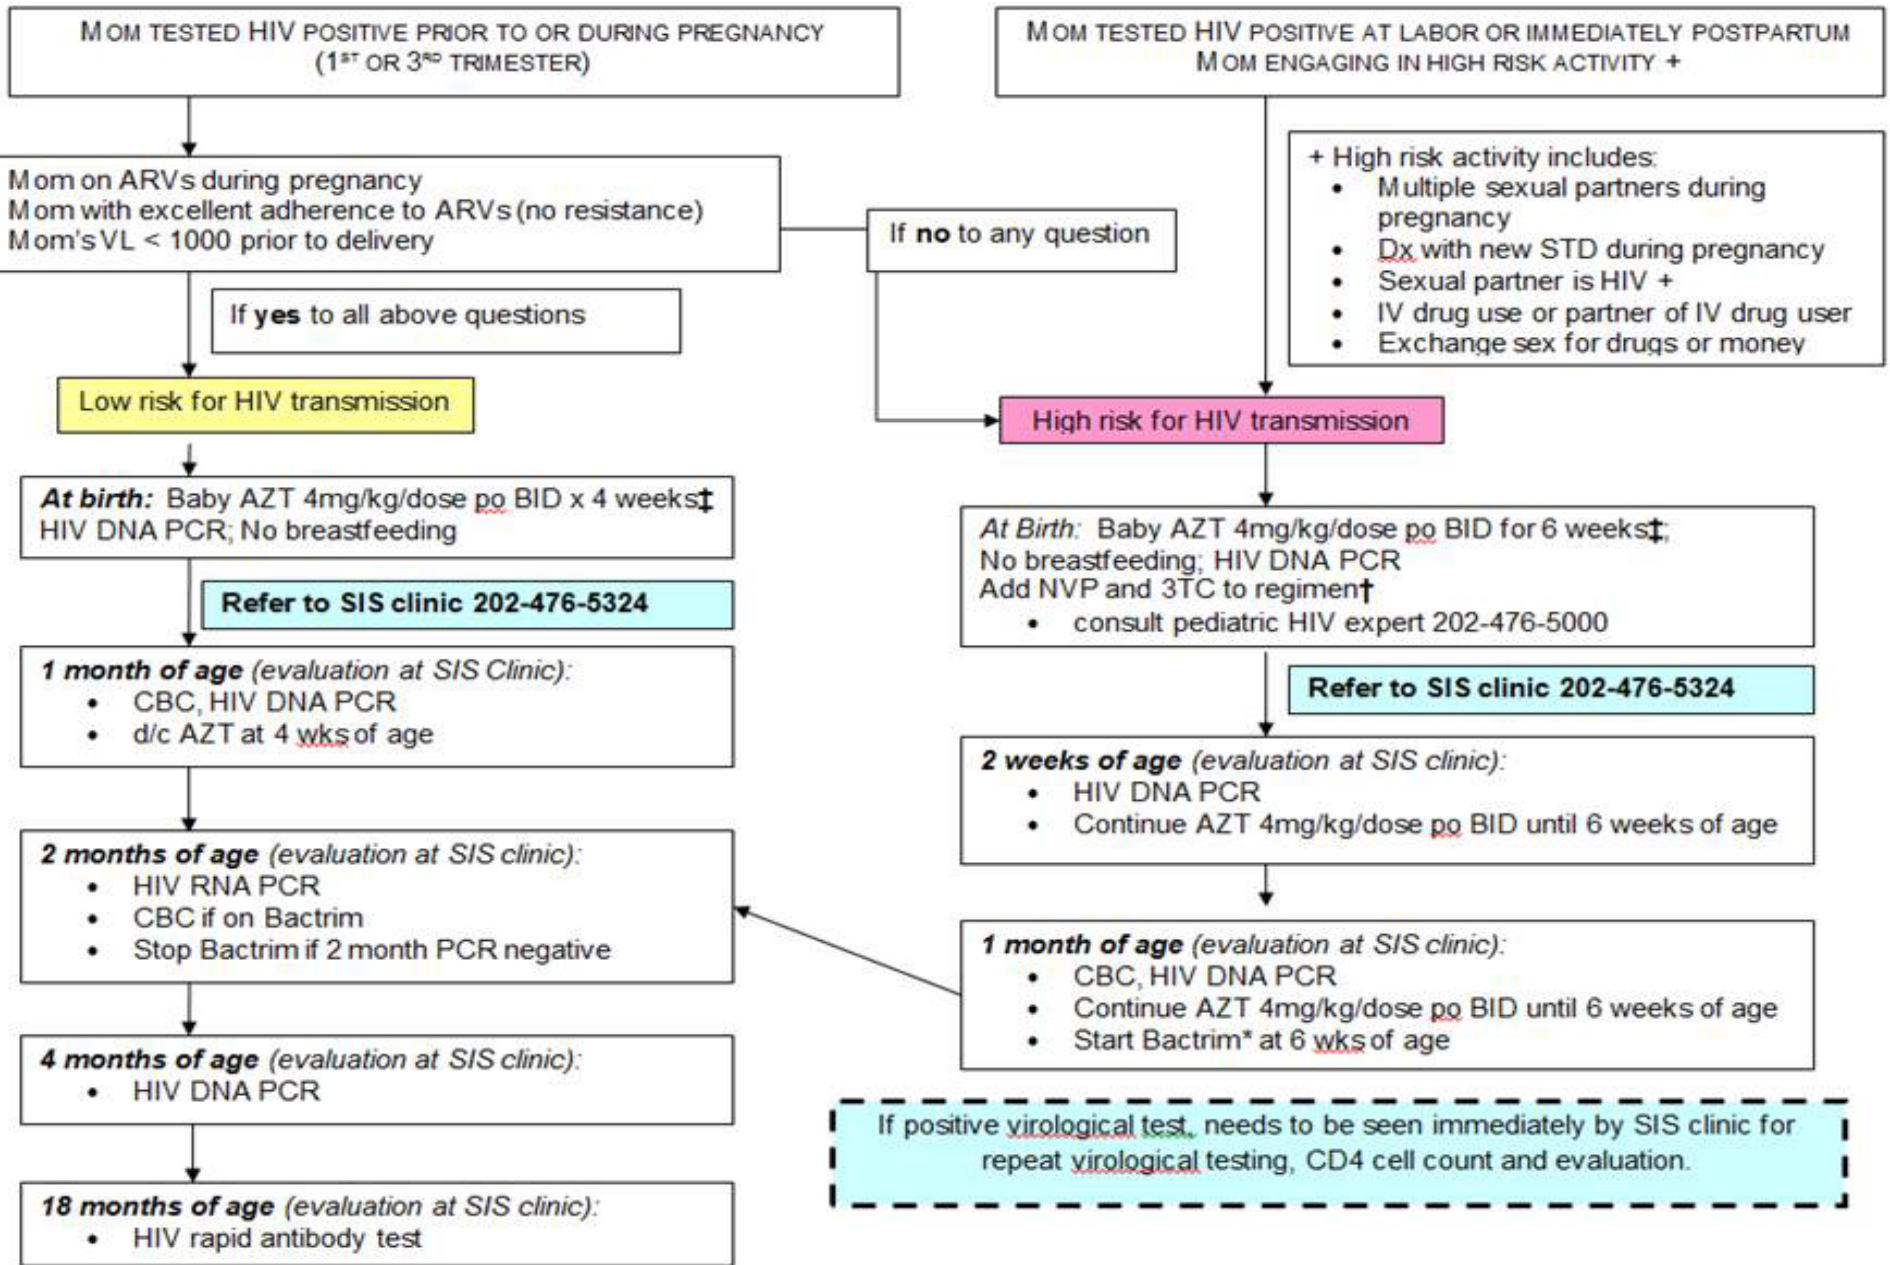 MOM TESTED HIV POSITIVE PRIOR TO OR DURING PREGNANCY
(1ST OR 3RD TRIMESTER)
Mom on ARVs during pregnancy
Mom with excellent adherence to ARVs (no resistance)
Mom's VL < 1000 prior to delivery
If no to any question
If yes to all above questions
Low risk for HIV transmission
At birth: Baby AZT 4mg/kg/dose po BID x 4 weeks‡
HIV DNA PCR; No breastfeeding
Refer to SIS clinic 202-476-5324
1 month of age (evaluation at SIS Clinic):
• CBC, HIV DNA PCR
• d/c AZT at 4 wks of age
2 months of age (evaluation at SIS clinic):
• HIV RNA PCR
• CBC if on Bactrim
• Stop Bactrim if 2 month PCR negative
4 months of age (evaluation at SIS clinic):
• HIV DNA PCR
18 months of age (evaluation at SIS clinic):
• HIV rapid antibody test
MOM TESTED HIV POSITIVE AT LABOR OR IMMEDIATELY POSTPARTUM
MOM ENGAGING IN HIGH RISK ACTIVITY +
+ High risk activity includes:
• Multiple sexual partners during
pregnancy
• Dx with new STD during pregnancy
• Sexual partner is HIV +
• IV drug use or partner of IV drug user
• Exchange sex for drugs or money
High risk for HIV transmission
At Birth: Baby AZT 4mg/kg/dose po BID for 6 weeks‡;
No breastfeeding; HIV DNA PCR
Add NVP and 3TC to regimen†
• consult pediatric HIV expert 202-476-5000
Refer to SIS clinic 202-476-5324
2 weeks of age (evaluation at SIS clinic):
• HIV DNA PCR
• Continue AZT 4mg/kg/dose po BID until 6 weeks of age
1 month of age (evaluation at SIS clinic):
• CBC, HIV DNA PCR
• Continue AZT 4mg/kg/dose po BID until 6 weeks of age
• Start Bactrim* at 6 wks of age
If positive virological test, needs to be seen immediately by SIS clinic for
repeat virological testing, CD4 cell count and evaluation.